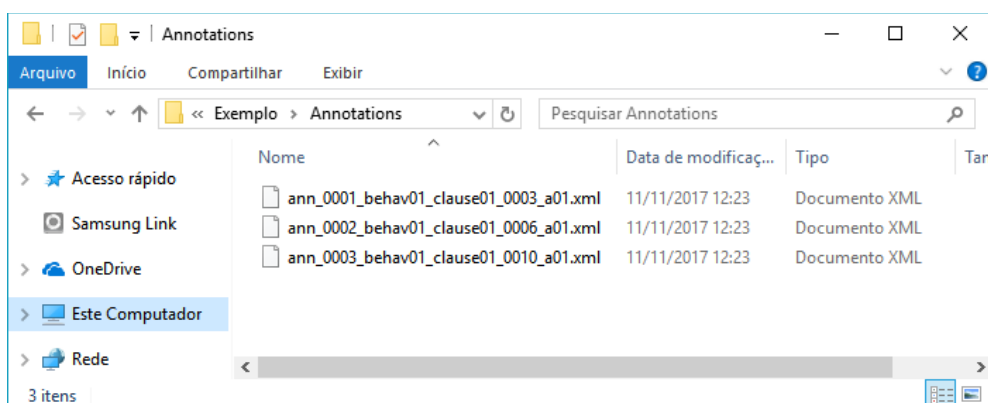 Annotations
Arquivo Início Compartilhar Exibir
« Exemplo > Annotations Pesquisar Annotations
Nome Data de modificaç... Tipo Tar
Acesso rápido
Samsung Link
OneDrive
Este Computador
Rede
ann_0001_behav01_clause01_0003_a01.xml 11/11/2017 12:23 Documento XML
ann_0002_behav01_clause01_0006_a01.xml 11/11/2017 12:23 Documento XML
ann_0003_behav01_clause01_0010_a01.xml 11/11/2017 12:23 Documento XML
3 itens